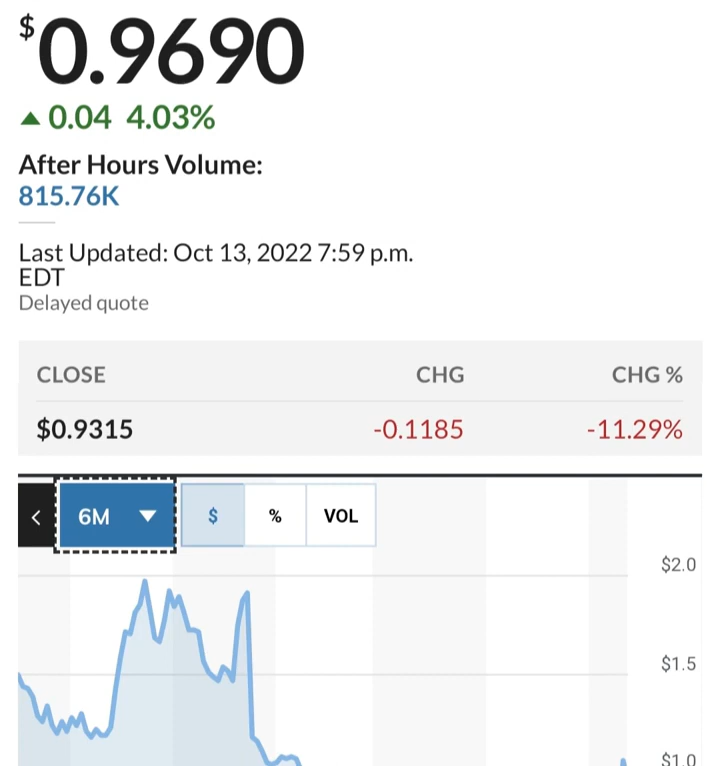 $0.9690
▲ 0.04 4.03%
After Hours Volume:
815.76K
Last Updated: Oct 13, 2022 7:59 p.m.
EDT
Delayed quote
CLOSE CHG CHG %
$0.9315 -0.1185 -11.29%
< 6M ▼ $ % VOL
$2.0
$1.5
$1.0